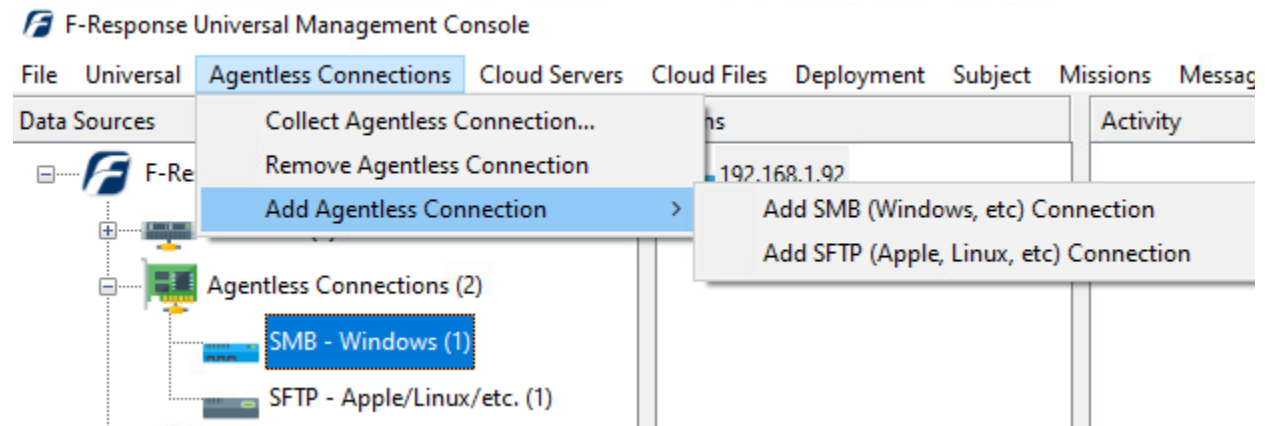 F-Response Universal Management Console
File Universal Agentless Connections Cloud Servers Cloud Files Deployment Subject Missions
Data Sources Activity
Collect Agentless Connection...
Remove Agentless Connection
192.168.1.92
Add Agentless Connection >
Add SMB (Windows, etc) Connection
Add SFTP (Apple, Linux, etc) Connection
Agentless Connections (2)
SMB - Windows (1)
SFTP - Apple/Linux/etc. (1)